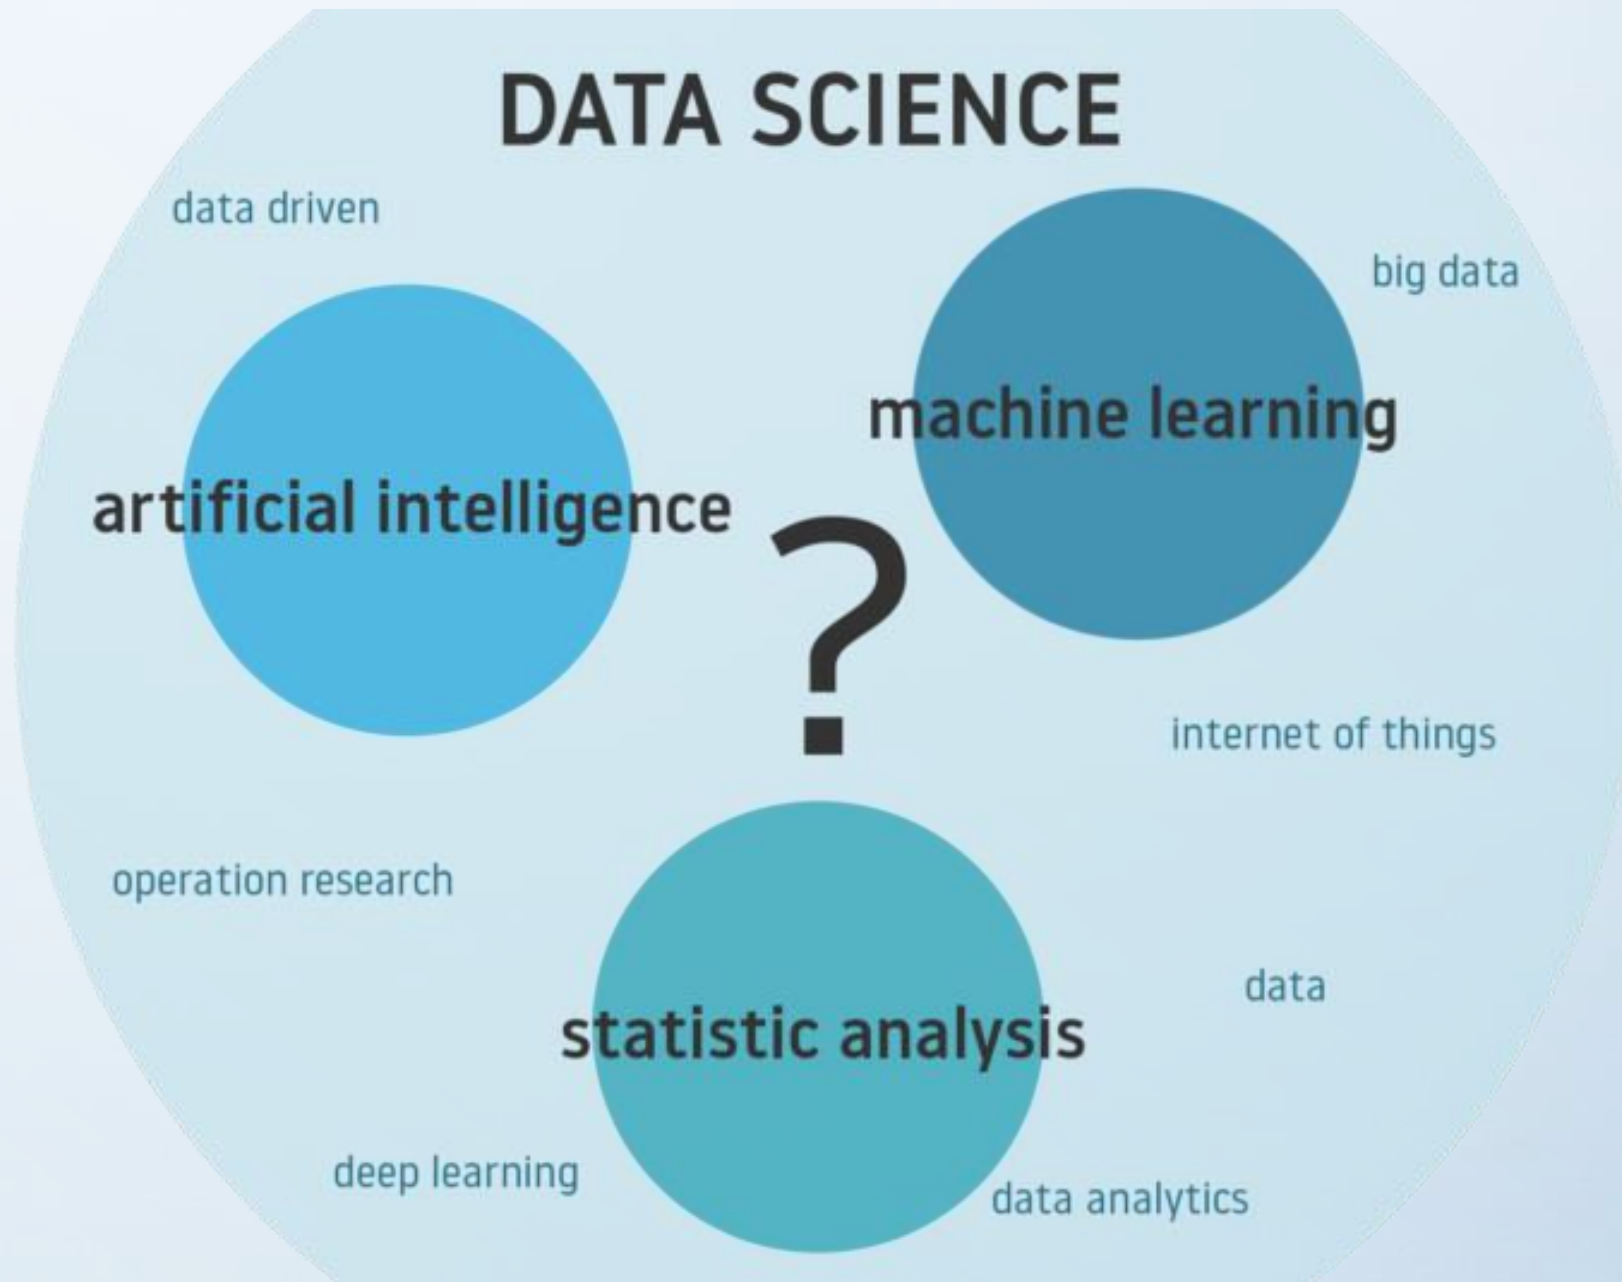 DATA SCIENCE
data driven
big data
machine learning
artificial intelligence
?
internet of things
operation research
data
statistic analysis
deep learning
data analytics